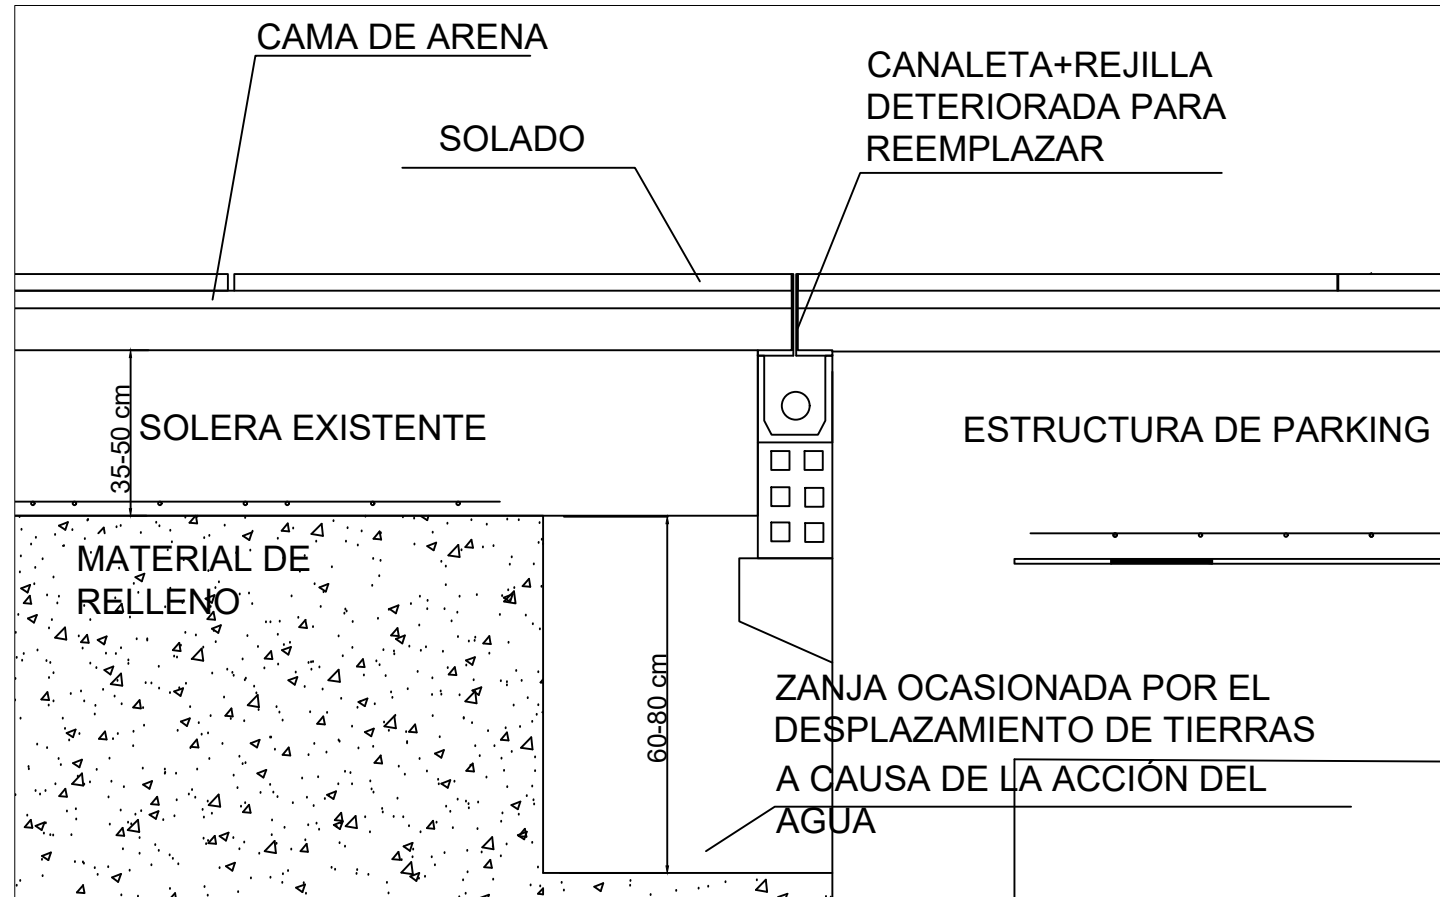 CAMA DE ARENA
CANALETA+REJILLA
DETERIORADA PARA
REEMPLAZAR
SOLADO
35-50 cm
SOLERA EXISTENTE
ESTRUCTURA DE PARKING
MATERIAL DE
RELLENO
60-80 cm
ZANJA OCASIONADA POR EL
DESPLAZAMIENTO DE TIERRAS
A CAUSA DE LA ACCIÓN DEL
AGUA